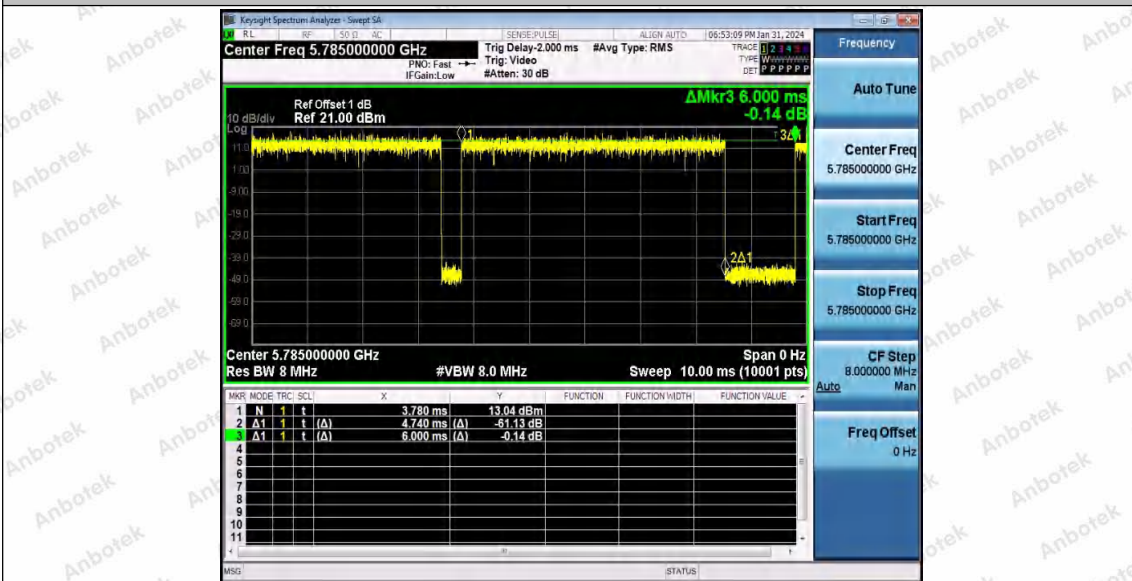 Keysight Spectrum Analyzer - Swept SA
RL RF 50 Ω AC SENSE:PULSE ALIGN AUTO 06:53:09 PM Jan 31, 2024
Center Freq 5.785000000 GHz
PNO: Fast
IFGain:Low
Trig Delay-2.000 ms
Trig: Video
#Atten: 30 dB
#Avg Type: RMS
TRACE 1 2 3 4 5 6
TYPE W
DET P P P P P P
ΔMkr3 6.000 ms
-0.14 dB
Ref Offset 1 dB
10 dB/div Ref 21.00 dBm
Log
11.0
1.00
-9.00
-19.0
-29.0
-39.0
-49.0
-59.0
-69.0
1
2Δ1
3Δ1
Center 5.785000000 GHz Span 0 Hz
Res BW 8 MHz #VBW 8.0 MHz Sweep 10.00 ms (10001 pts)
MKR MODE TRC SCL X Y FUNCTION FUNCTION WIDTH FUNCTION VALUE
1 N 1 t 3.780 ms 13.04 dBm
2 Δ1 1 t (Δ) 4.740 ms (Δ) -61.13 dB
3 Δ1 1 t (Δ) 6.000 ms (Δ) -0.14 dB
4
5
6
7
8
9
10
11
MSG STATUS
Frequency
Auto Tune
Center Freq
5.785000000 GHz
Start Freq
5.785000000 GHz
Stop Freq
5.785000000 GHz
CF Step
8.000000 MHz
Auto Man
Freq Offset
0 Hz
Anbotek